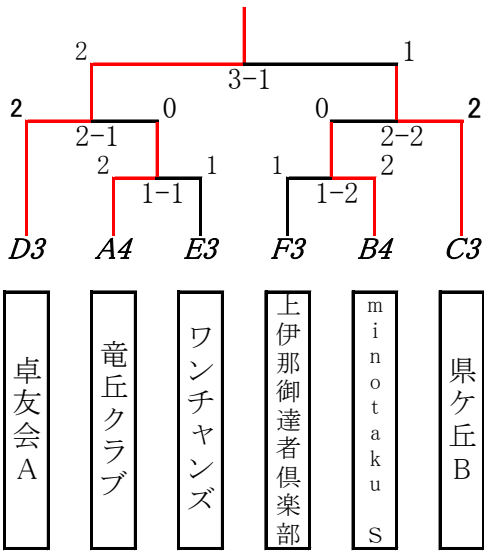 2 1
3-1
2 0 0 2
2-1 2-2
2 1 1 2
1-1 1-2
D3 A4 E3 F3 B4 C3
卓友会A
竜丘クラブ
ワンチャンズ
上伊那御達者倶楽部
minotaku S
県ケ丘B